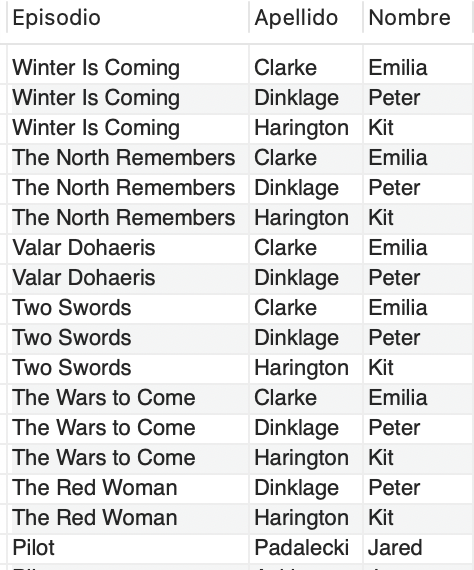 Episodio Apellido Nombre
Winter Is Coming Clarke Emilia
Winter Is Coming Dinklage Peter
Winter Is Coming Harington Kit
The North Remembers Clarke Emilia
The North Remembers Dinklage Peter
The North Remembers Harington Kit
Valar Dohaeris Clarke Emilia
Valar Dohaeris Dinklage Peter
Two Swords Clarke Emilia
Two Swords Dinklage Peter
Two Swords Harington Kit
The Wars to Come Clarke Emilia
The Wars to Come Dinklage Peter
The Wars to Come Harington Kit
The Red Woman Dinklage Peter
The Red Woman Harington Kit
Pilot Padalecki Jared